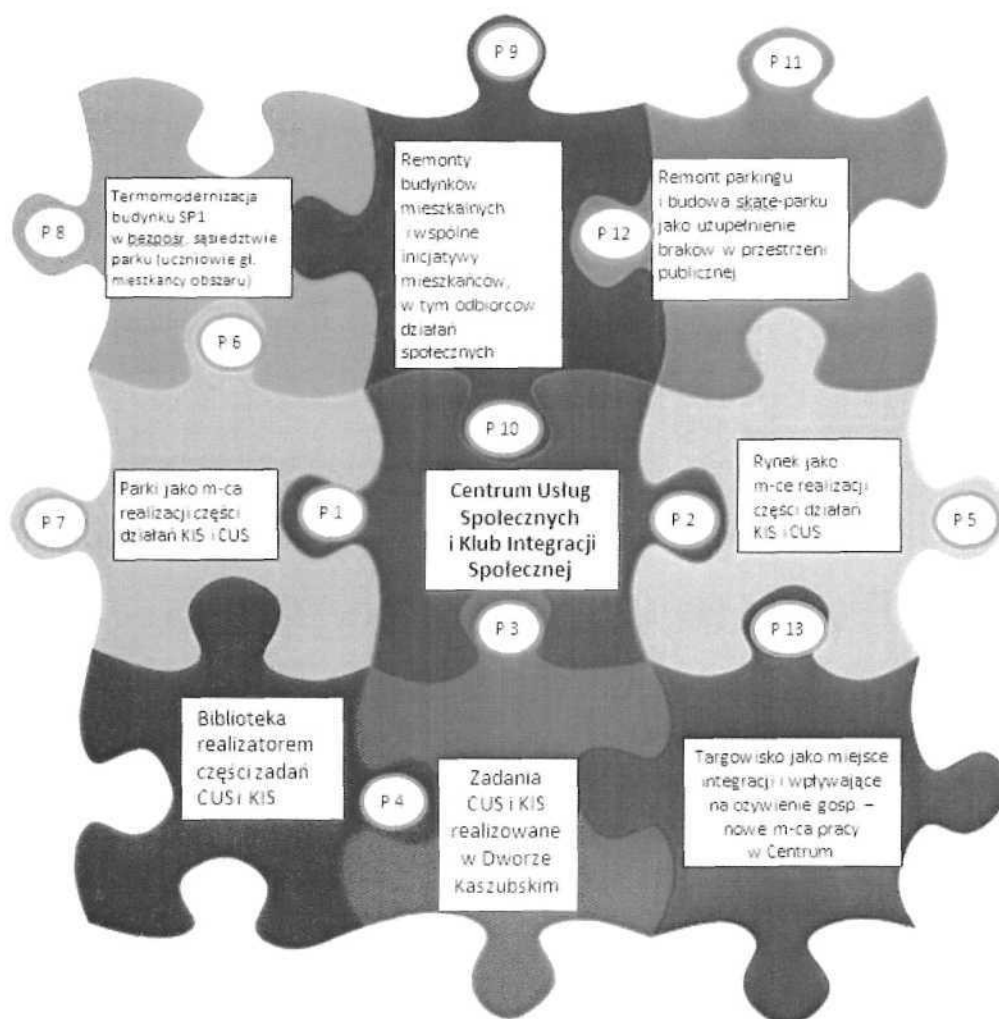 P 9
P 11
Termomodernizacja
budynku SP1
w bezpośr. sąsiedztwie
parku (uczniowie gł.
mieszkańcy obszaru)
P 8
Remonty
budynków
mieszkalnych
i wspólne
inicjatywy
mieszkańców,
w tym odbiorców
działań
społecznych
P 12
Remont parkingu
i budowa skate-parku
jako uzupełnienie
braków w przestrzeni
publicznej
P 6
P 10
Parki jako m-ca
realizacji części
działań KIS i CUS
P 7
P 1
Centrum Usług
Społecznych
i Klub Integracji
Społecznej
P 2
Rynek jako
m-ce realizacji
części działań
KIS i CUS
P 5
P 3
P 13
Biblioteka
realizatorem
części zadań
CUS i KIS
P 4
Zadania
CUS i KIS
realizowane
w Dworze
Kaszubskim
Targowisko jako miejsce
integracji i wpływające
na ożywienie gosp. –
nowe m-ca pracy
w Centrum